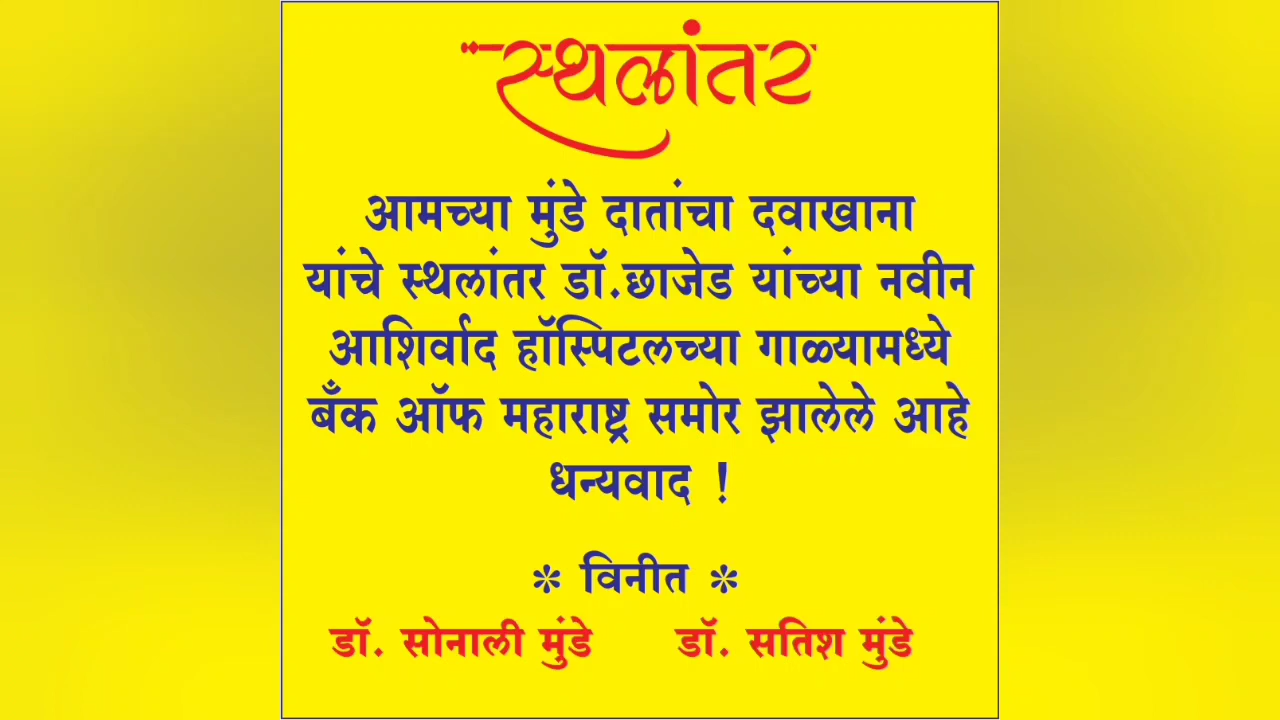 स्थलांतर
आमच्या मुंडे दातांचा दवाखाना
यांचे स्थलांतर डॉ.छाजेड यांच्या नवीन
आशिर्वाद हॉस्पिटलच्या गाळ्यामध्ये
बँक ऑफ महाराष्ट्र समोर झालेले आहे
धन्यवाद !
* विनीत *
डॉ. सोनाली मुंडे डॉ. सतिश मुंडे